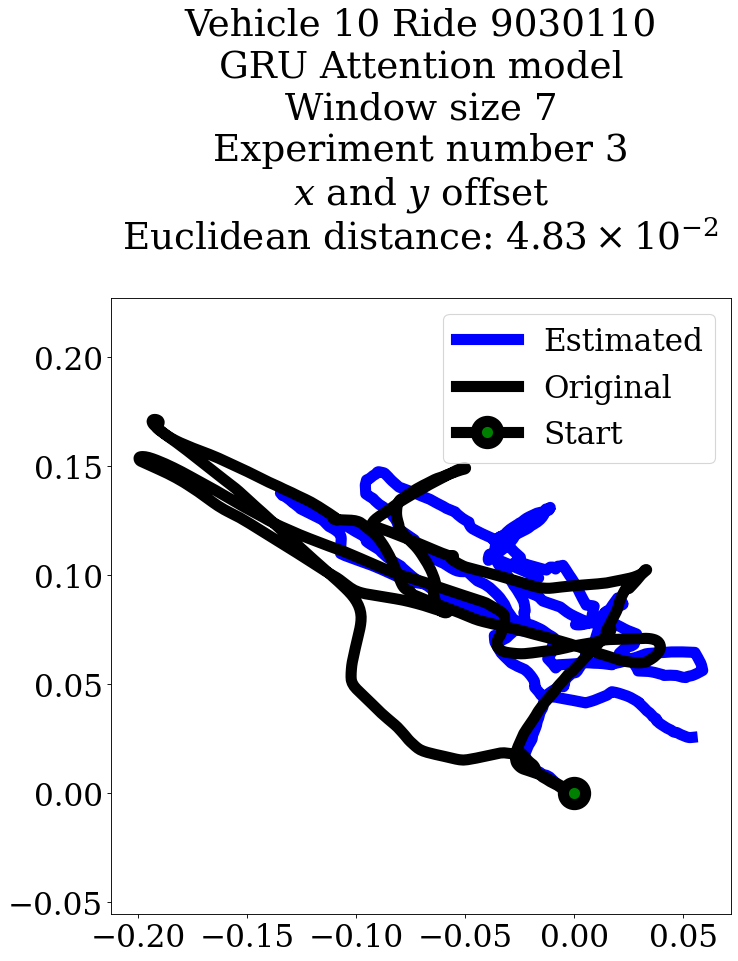 Vehicle 10 Ride 9030110
GRU Attention model
Window size 7
Experiment number 3
x and y offset
Euclidean distance: 4.83 × 10⁻²
Estimated
Original
Start
0.20
0.15
0.10
0.05
0.00
−0.05
−0.20 −0.15 −0.10 −0.05 0.00 0.05